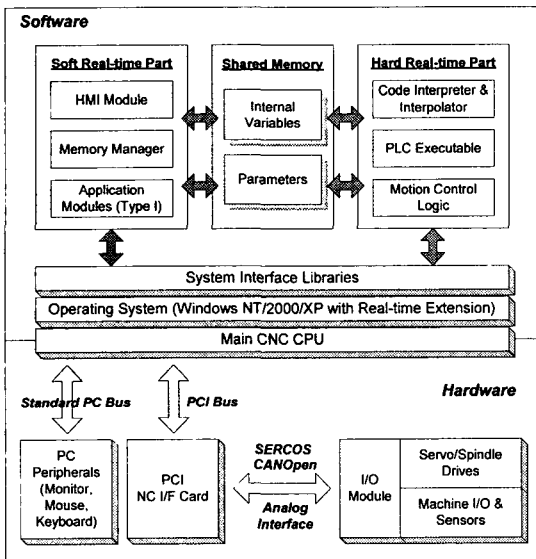 Software
Soft Real-time Part
HMI Module
Memory Manager
Application
Modules (Type I)
Shared Memory
Internal
Variables
Parameters
Hard Real-time Part
Code Interpreter &
Interpolator
PLC Executable
Motion Control
Logic
System Interface Libraries
Operating System (Windows NT/2000/XP with Real-time Extension)
Main CNC CPU
Hardware
Standard PC Bus
PCI Bus
PC
Peripherals
(Monitor,
Mouse,
Keyboard)
PCI
NC I/F Card
SERCOS
CANOpen
Analog
Interface
I/O
Module
Servo/Spindle
Drives
Machine I/O &
Sensors